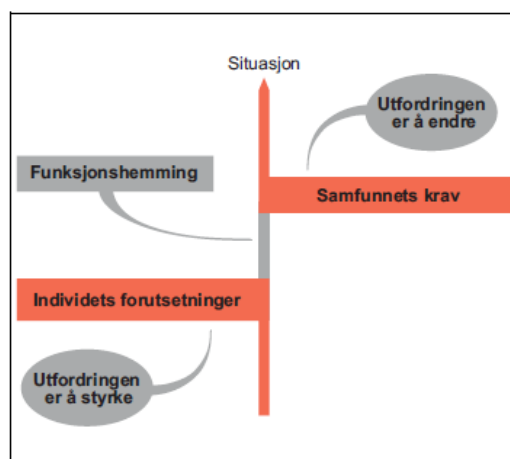 Situasjon
Utfordringen
er å endre
Funksjonshemming
Samfunnets krav
Individets forutsetninger
Utfordringen
er å styrke